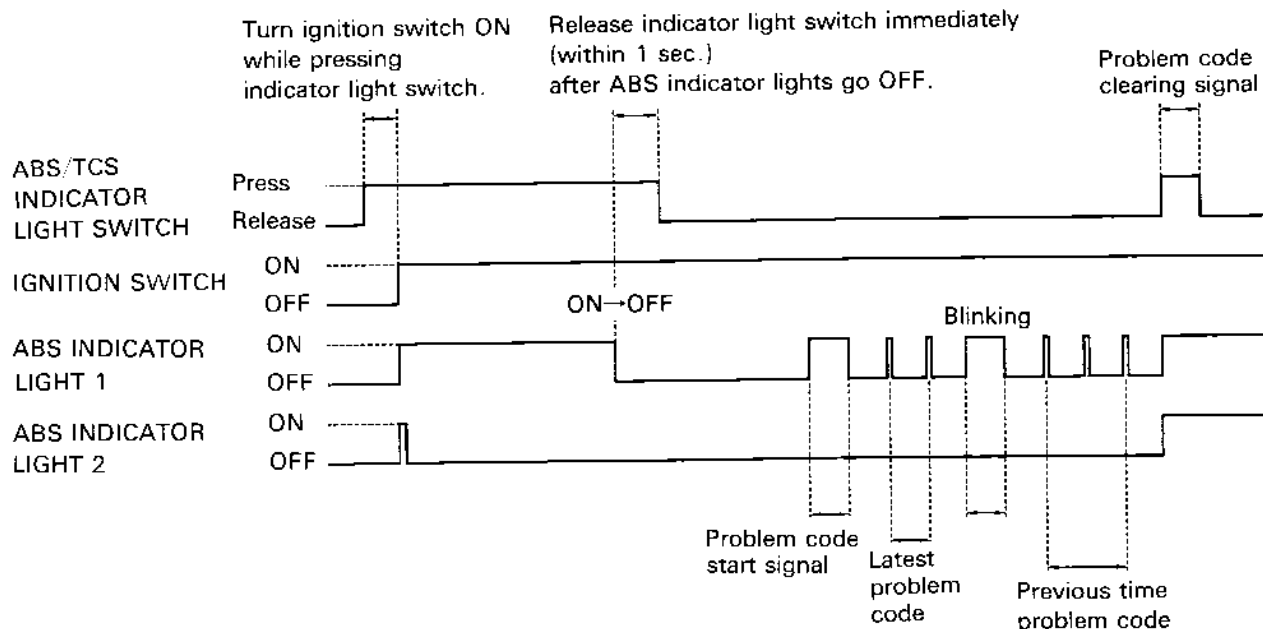 Turn ignition switch ON
while pressing
indicator light switch.
Release indicator light switch immediately
(within 1 sec.)
after ABS indicator lights go OFF.
Problem code
clearing signal
ABS/TCS
INDICATOR
LIGHT SWITCH
Press
Release
IGNITION SWITCH
ON
OFF
ON→OFF
Blinking
ABS INDICATOR
LIGHT 1
ON
OFF
ABS INDICATOR
LIGHT 2
ON
OFF
Problem code
start signal
Latest
problem
code
Previous time
problem code